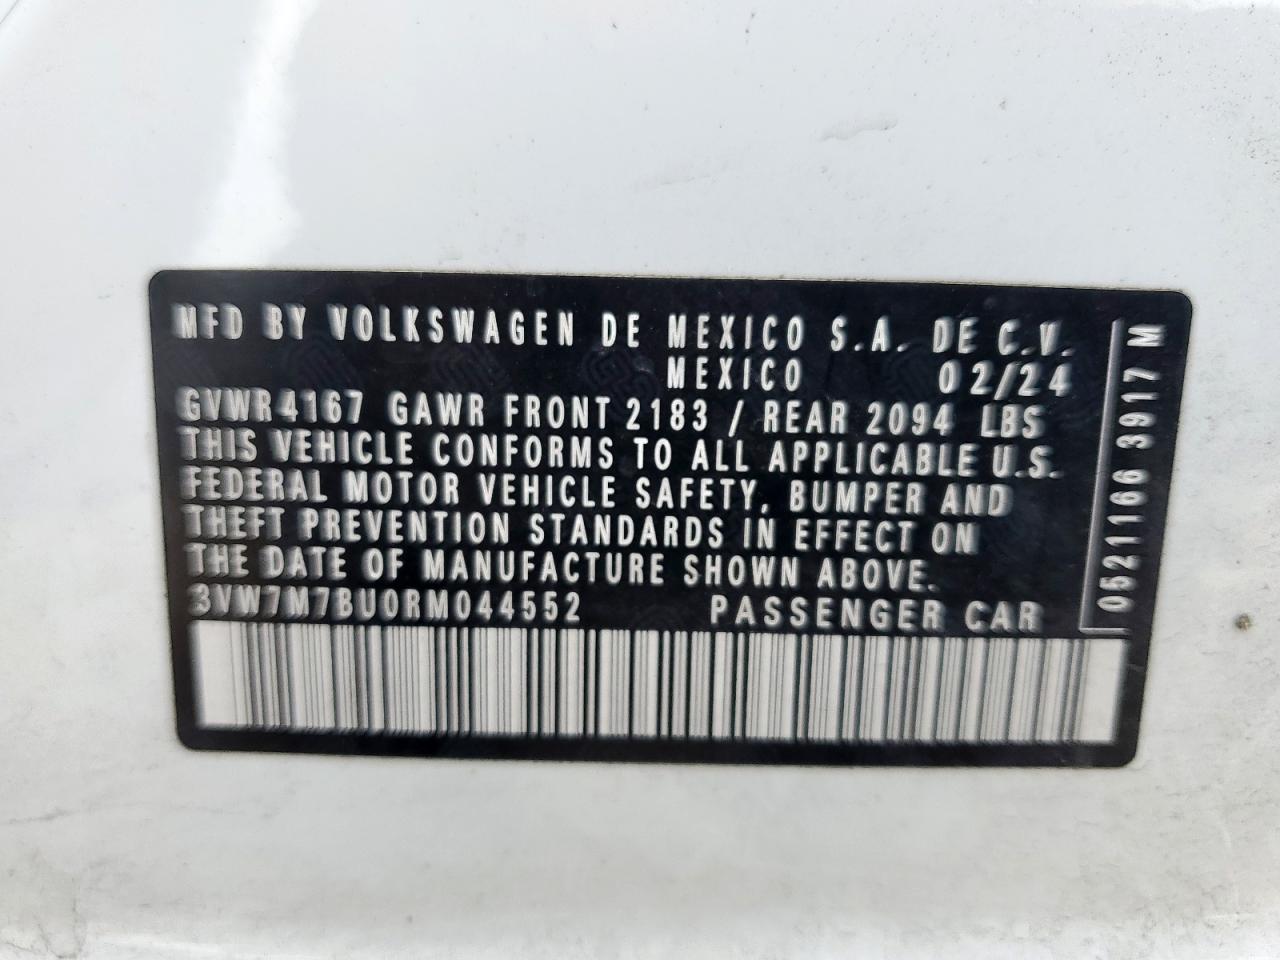 MFD BY VOLKSWAGEN DE MEXICO S.A. DE C.V.
MEXICO 02/24
GVWR 4167 GAWR FRONT 2183 / REAR 2094 LBS
THIS VEHICLE CONFORMS TO ALL APPLICABLE U.S.
FEDERAL MOTOR VEHICLE SAFETY, BUMPER AND
THEFT PREVENTION STANDARDS IN EFFECT ON
THE DATE OF MANUFACTURE SHOWN ABOVE.
3VW7M7BU0RM044552 PASSENGER CAR
0521166 3917 M